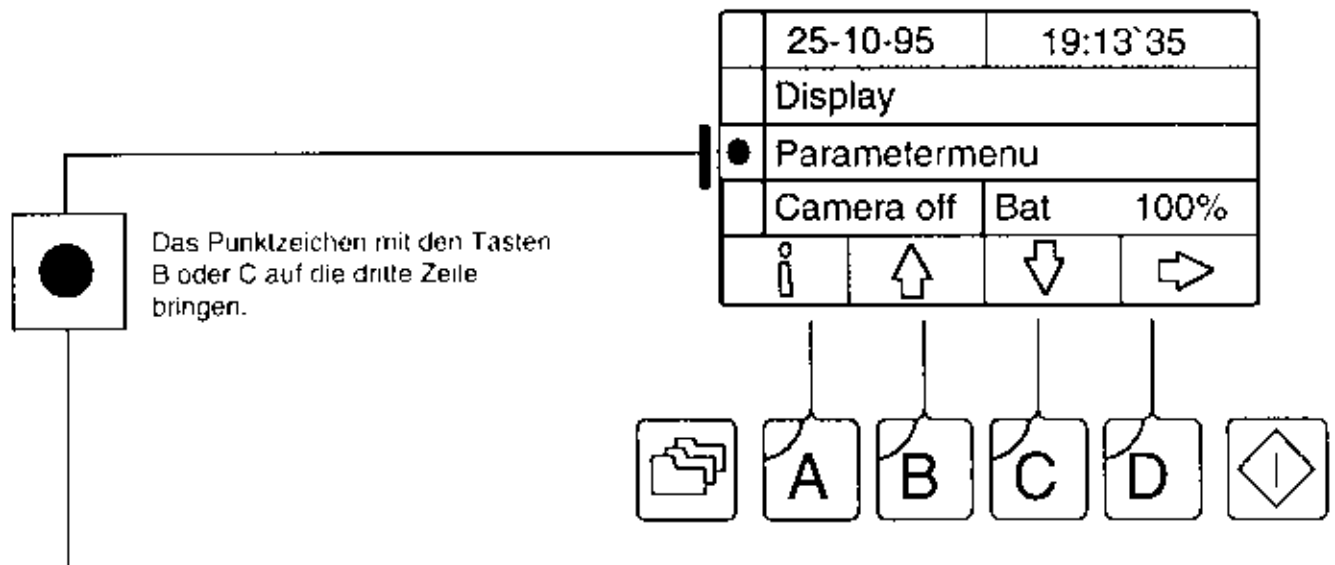 25-10-95 19:13`35
Display
Parametermenu
Camera off Bat 100%
i
Das Punktzeichen mit den Tasten
B oder C auf die dritte Zeile
bringen.
A B C D